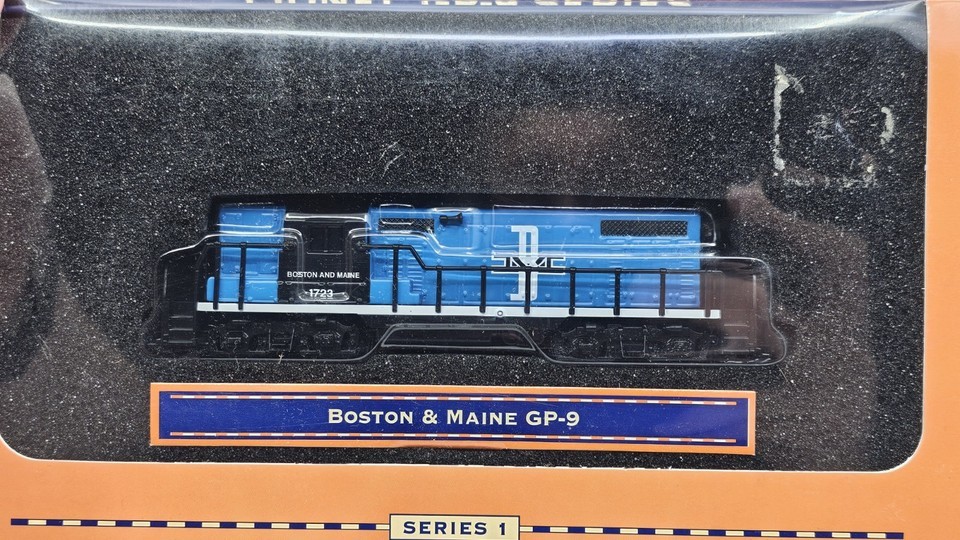 BOSTON AND MAINE
1723
B
M
BOSTON & MAINE GP-9
SERIES 1